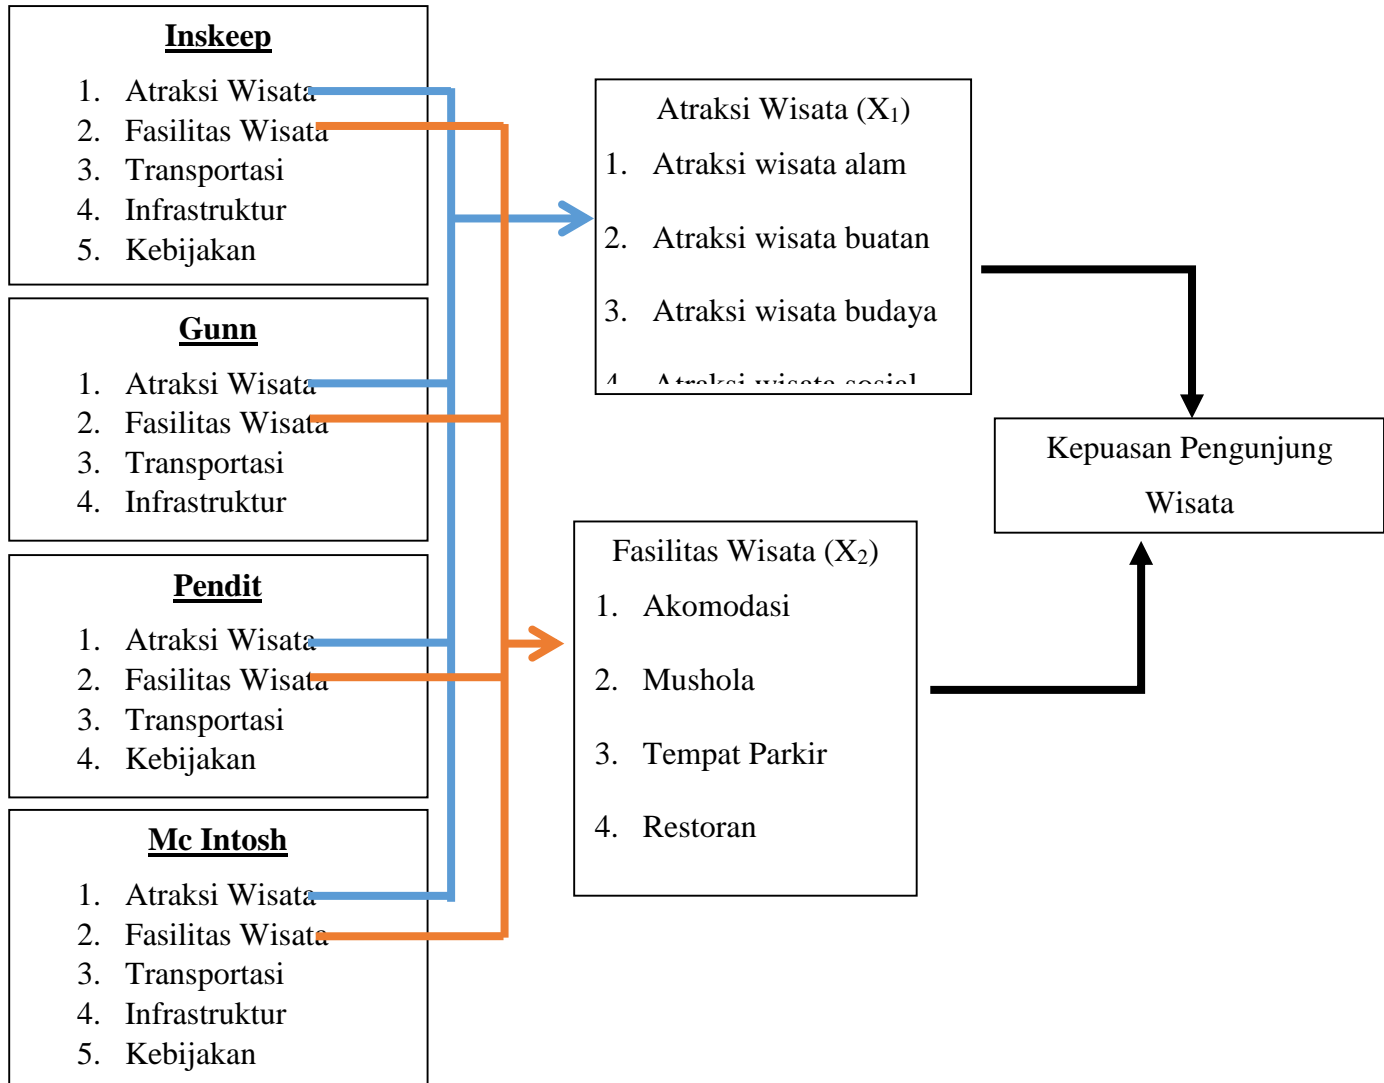 Inskeep
1. Atraksi Wisata
2. Fasilitas Wisata
3. Transportasi
4. Infrastruktur
5. Kebijakan
Gunn
1. Atraksi Wisata
2. Fasilitas Wisata
3. Transportasi
4. Infrastruktur
Pendit
1. Atraksi Wisata
2. Fasilitas Wisata
3. Transportasi
4. Kebijakan
Mc Intosh
1. Atraksi Wisata
2. Fasilitas Wisata
3. Transportasi
4. Infrastruktur
5. Kebijakan
Atraksi Wisata (X₁)
1. Atraksi wisata alam
2. Atraksi wisata buatan
3. Atraksi wisata budaya
4. Atraksi wisata sosial
Fasilitas Wisata (X₂)
1. Akomodasi
2. Mushola
3. Tempat Parkir
4. Restoran
Kepuasan Pengunjung
Wisata